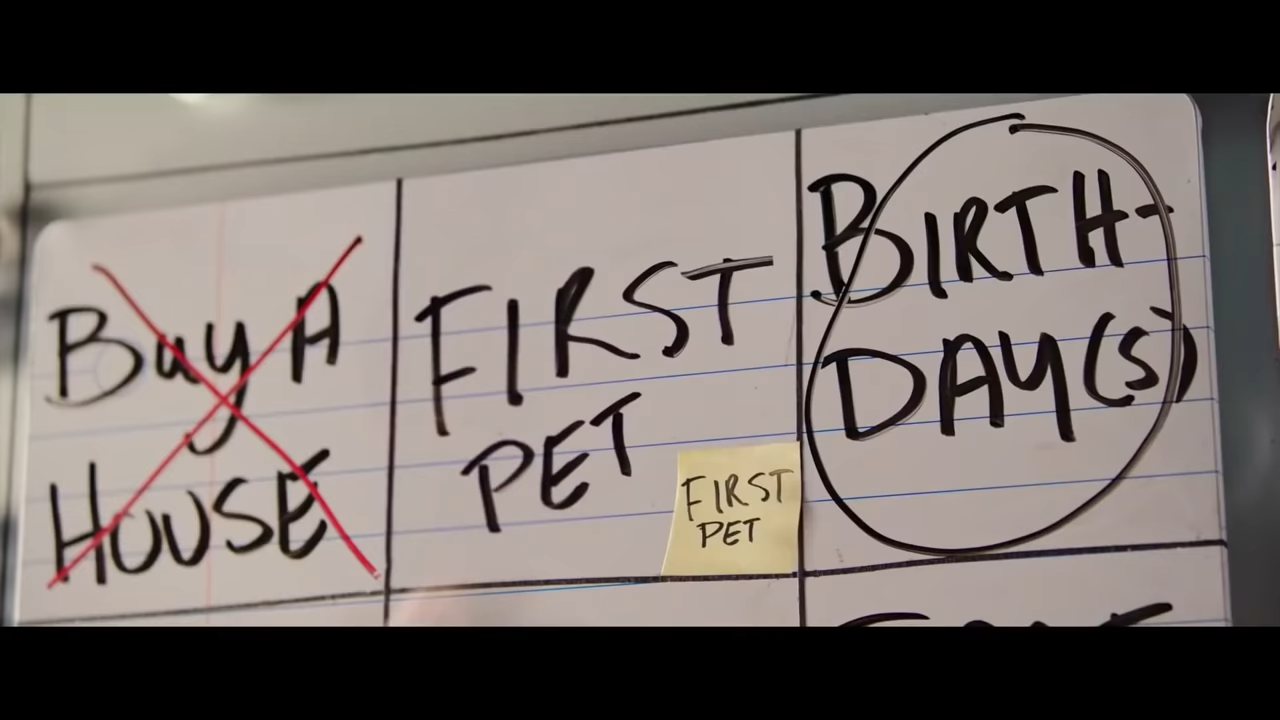 Buy A
HOUSE
FIRST
PET
FIRST
PET
BIRTH-
DAY(S)